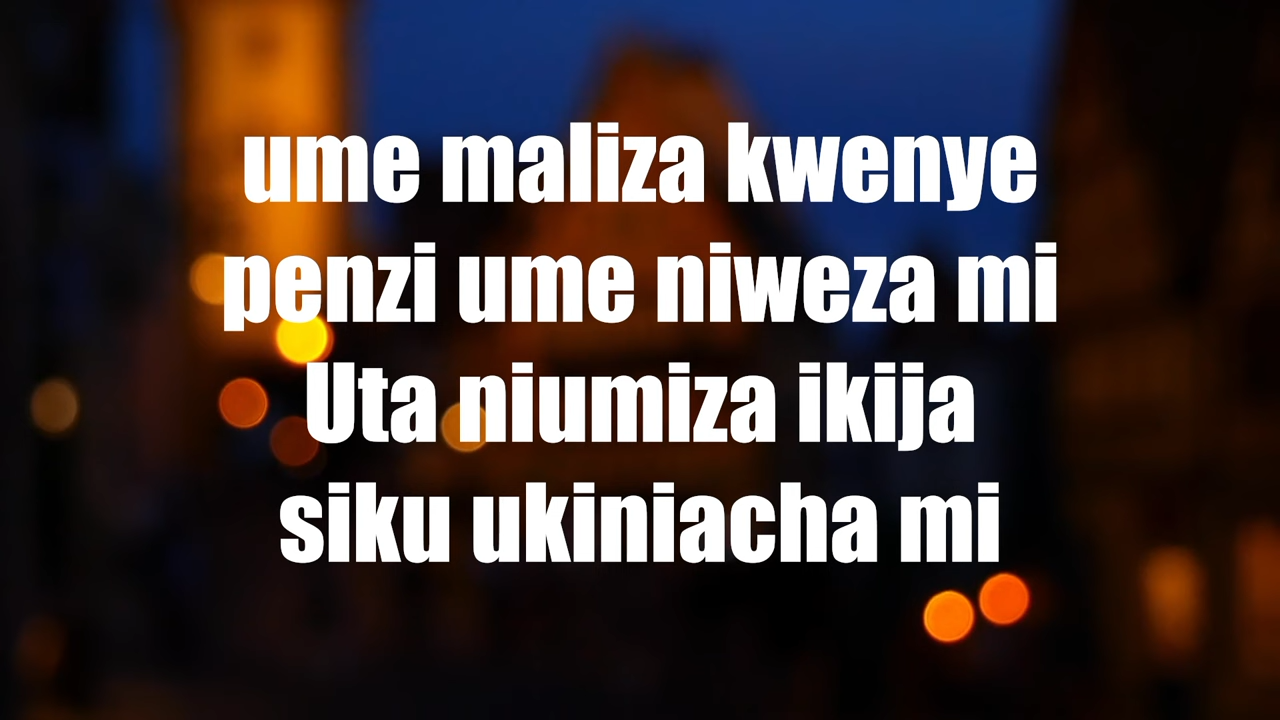 ume maliza kwenye
penzi ume niweza mi
Uta niumiza ikija
siku ukiniacha mi